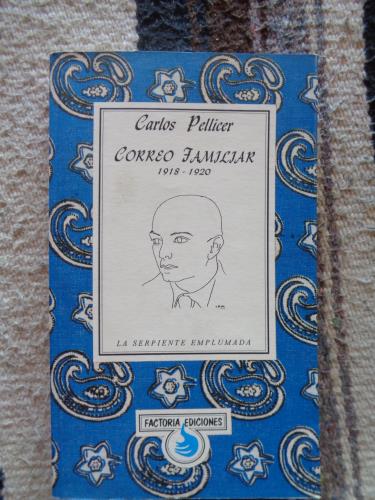 Carlos Pellicer
CORREO FAMILIAR
1918 - 1920
LA SERPIENTE EMPLUMADA
FACTORIA EDICIONES